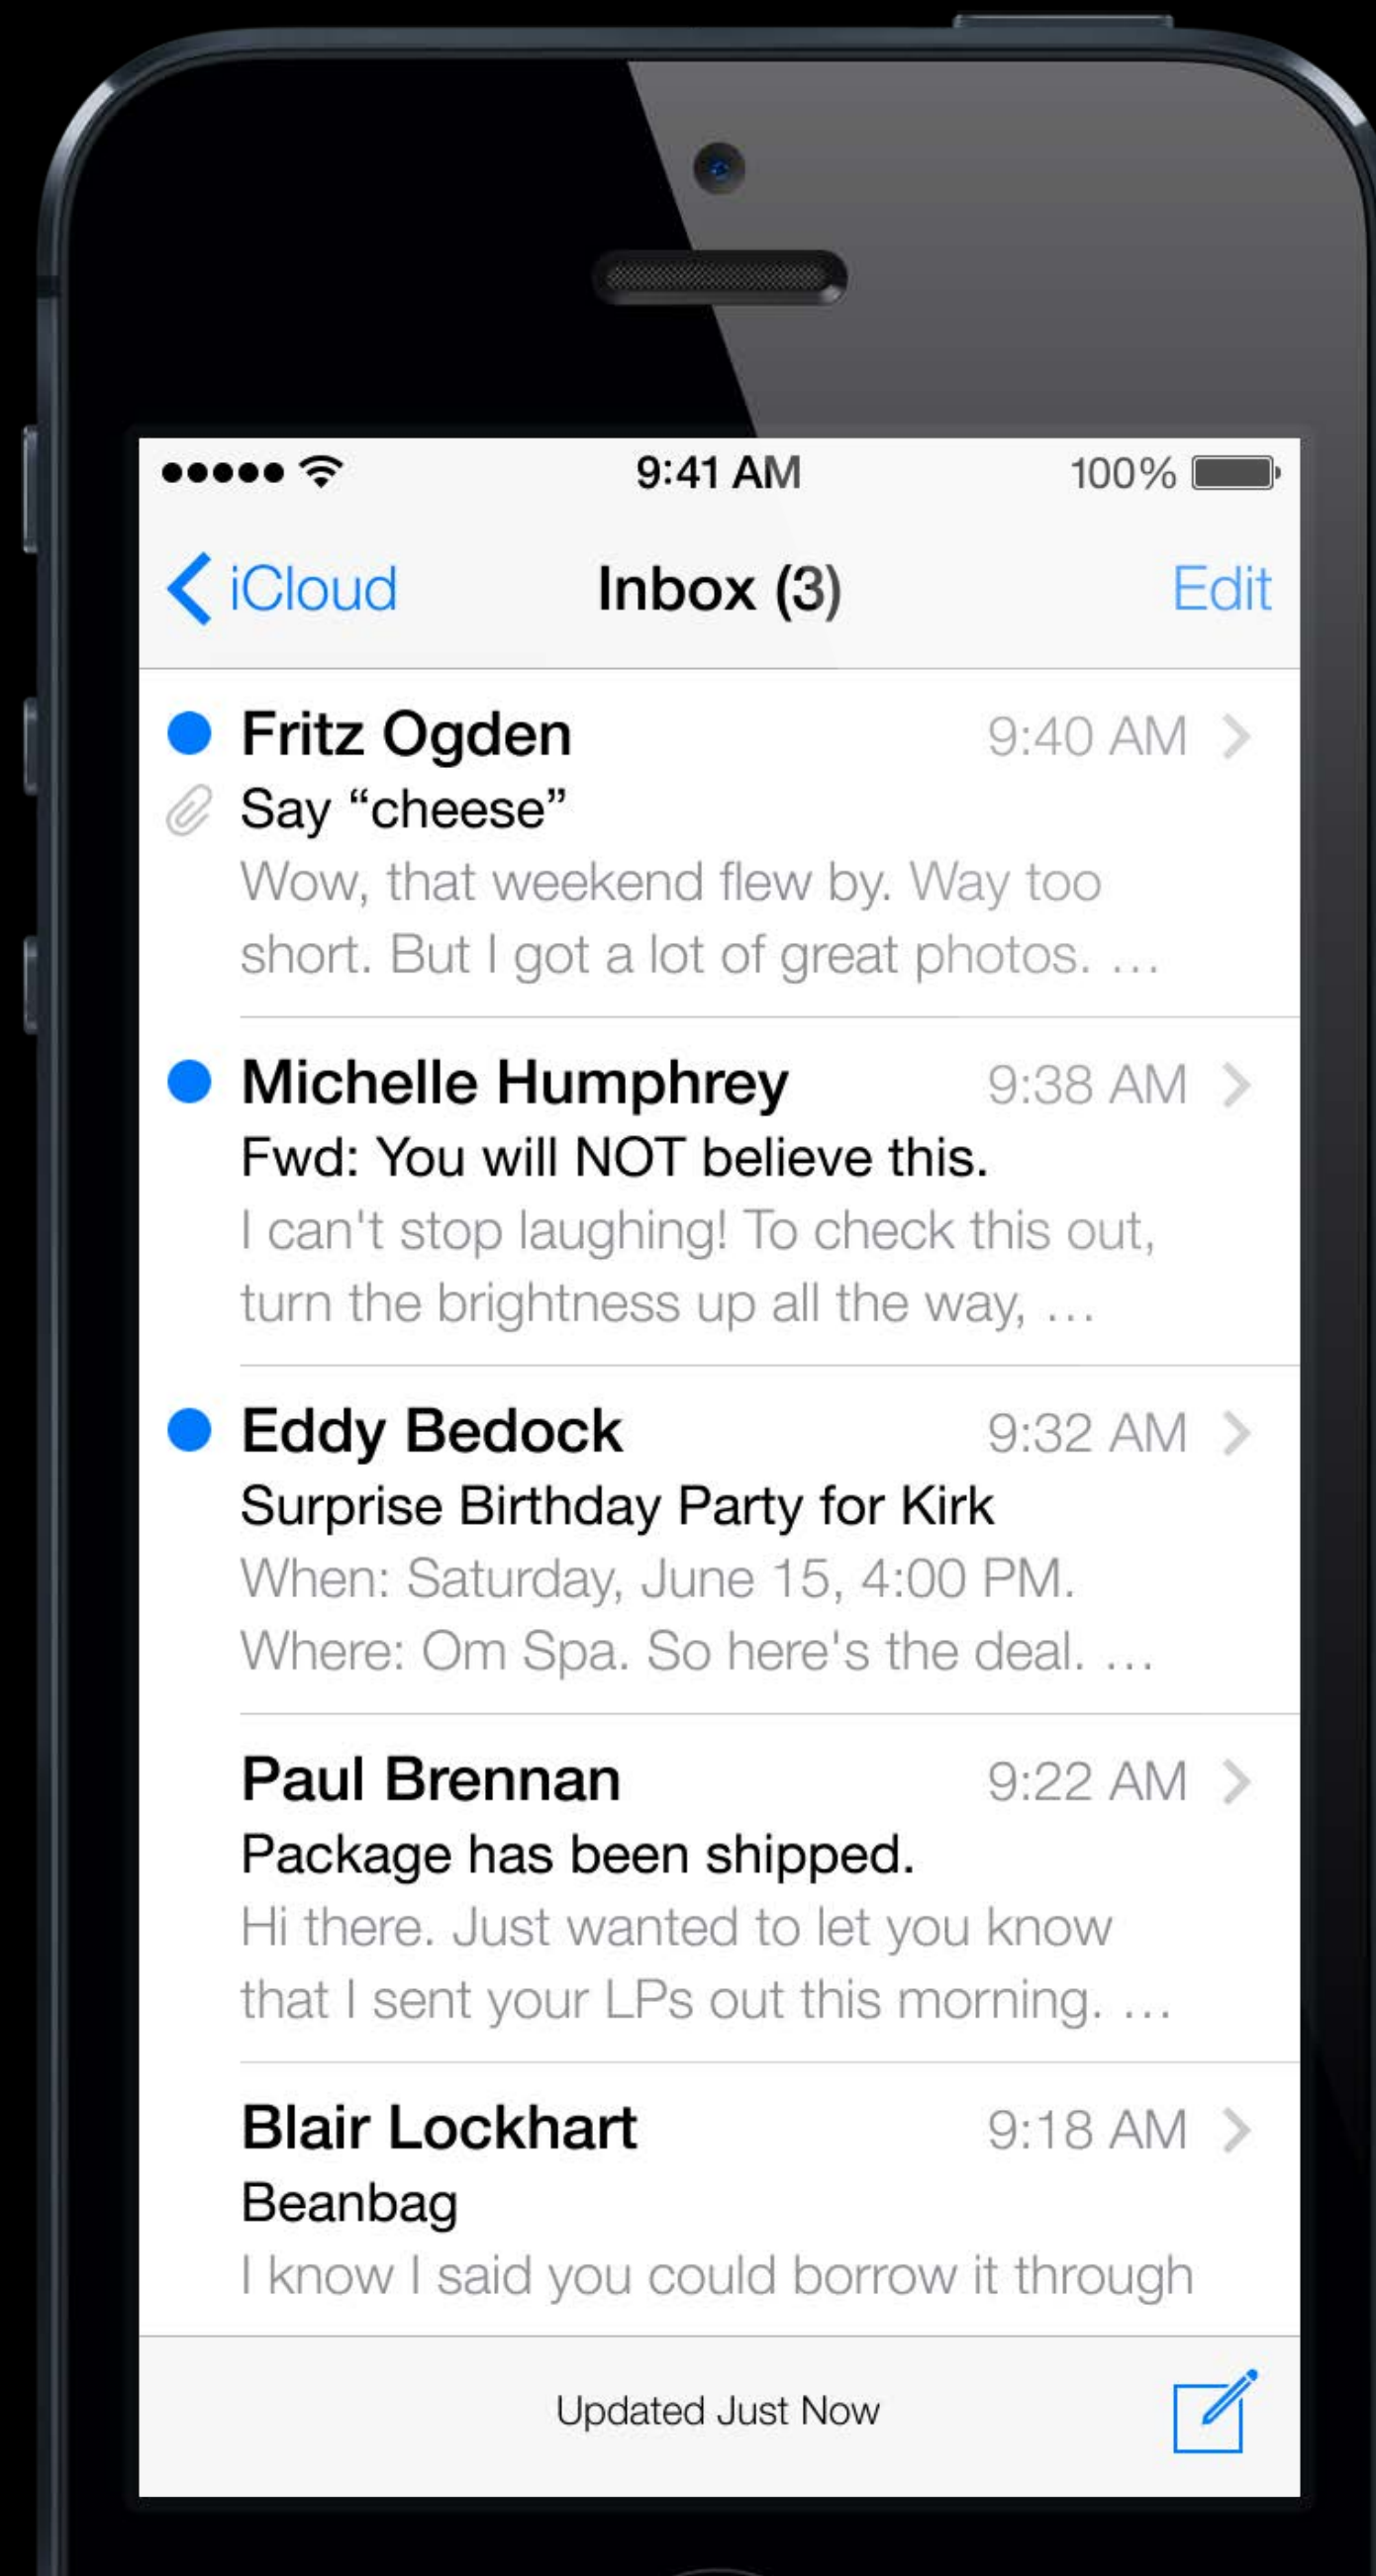 9:41 AM 100%
iCloud Inbox (3) Edit
Fritz Ogden 9:40 AM
Say “cheese”
Wow, that weekend flew by. Way too
short. But I got a lot of great photos. …
Michelle Humphrey 9:38 AM
Fwd: You will NOT believe this.
I can't stop laughing! To check this out,
turn the brightness up all the way, …
Eddy Bedock 9:32 AM
Surprise Birthday Party for Kirk
When: Saturday, June 15, 4:00 PM.
Where: Om Spa. So here's the deal. …
Paul Brennan 9:22 AM
Package has been shipped.
Hi there. Just wanted to let you know
that I sent your LPs out this morning. …
Blair Lockhart 9:18 AM
Beanbag
I know I said you could borrow it through
Updated Just Now